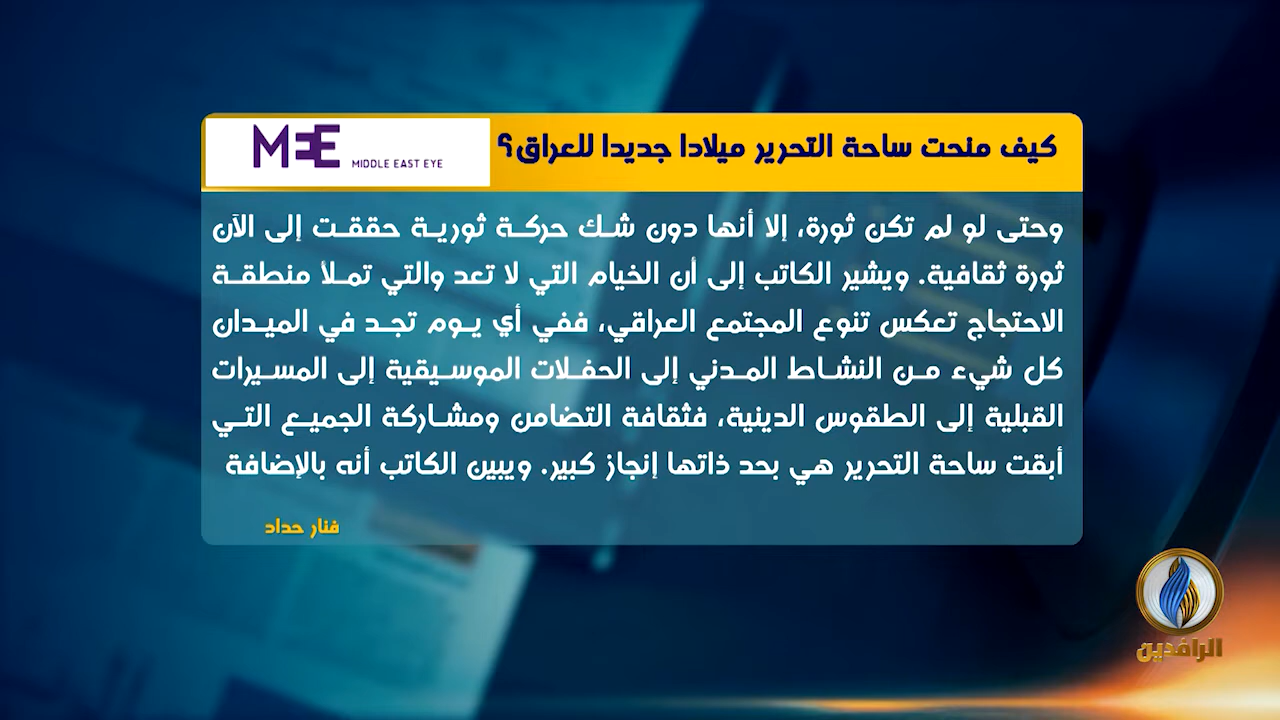 كيف منحت ساحة التحرير ميلادا جديدا للعراق؟
MEE MIDDLE EAST EYE
وحتى لو لم تكن ثورة، إلا أنها دون شك حركة ثورية حققت إلى الآن
ثورة ثقافية. ويشير الكاتب إلى أن الخيام التي لا تعد والتي تملأ منطقة
الاحتجاج تعكس تنوع المجتمع العراقي، ففي أي يوم تجد في الميدان
كل شيء من النشاط المدني إلى الحفلات الموسيقية إلى المسيرات
القبلية إلى الطقوس الدينية، فثقافة التضامن ومشاركة الجميع التي
أبقت ساحة التحرير هي بحد ذاتها إنجاز كبير. ويبين الكاتب أنه بالإضافة
فنار حداد
الرافدين